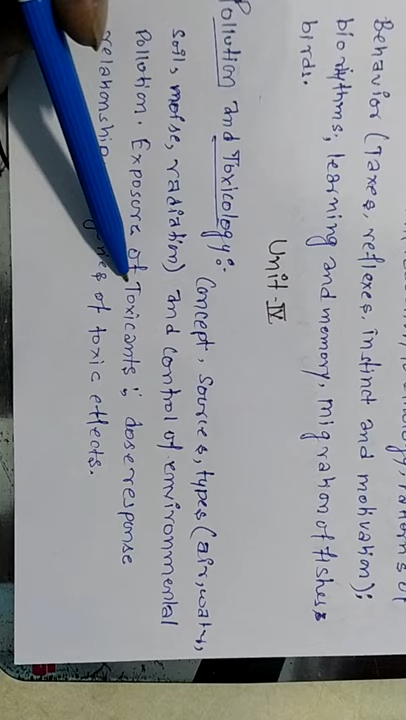 Behavior (Taxes, reflexes, instinct and motivation);
biorhythms; learning and memory, migration of fishes &
birds.
Unit-IV
Pollution and Toxicology: Concept, Sources, types (air, water,
soil, noise, radiation) and control of environmental
Pollution. Exposure of Toxicants; dose response
relationship of toxic effects.